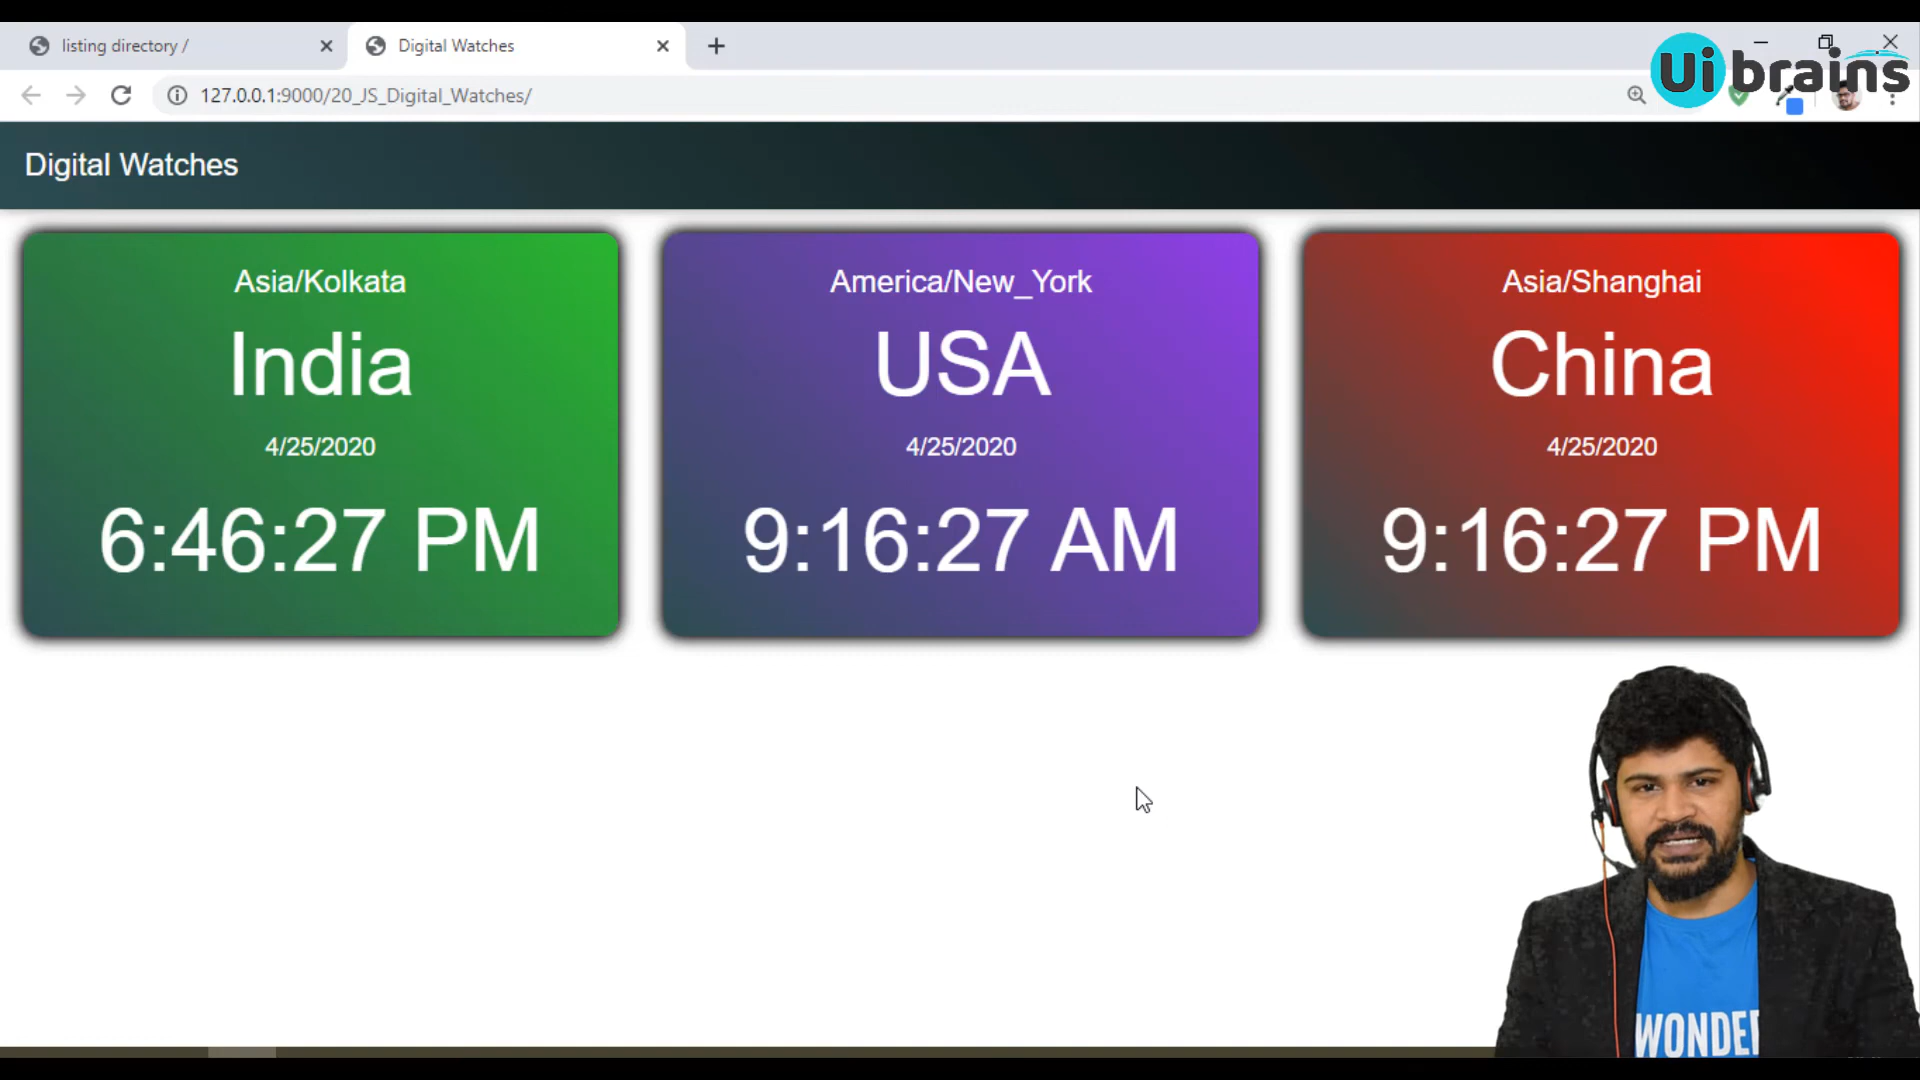 listing directory /
Digital Watches
Ui brains
127.0.0.1:9000/20_JS_Digital_Watches/
Digital Watches
Asia/Kolkata
India
4/25/2020
6:46:27 PM
America/New_York
USA
4/25/2020
9:16:27 AM
Asia/Shanghai
China
4/25/2020
9:16:27 PM
WONDER